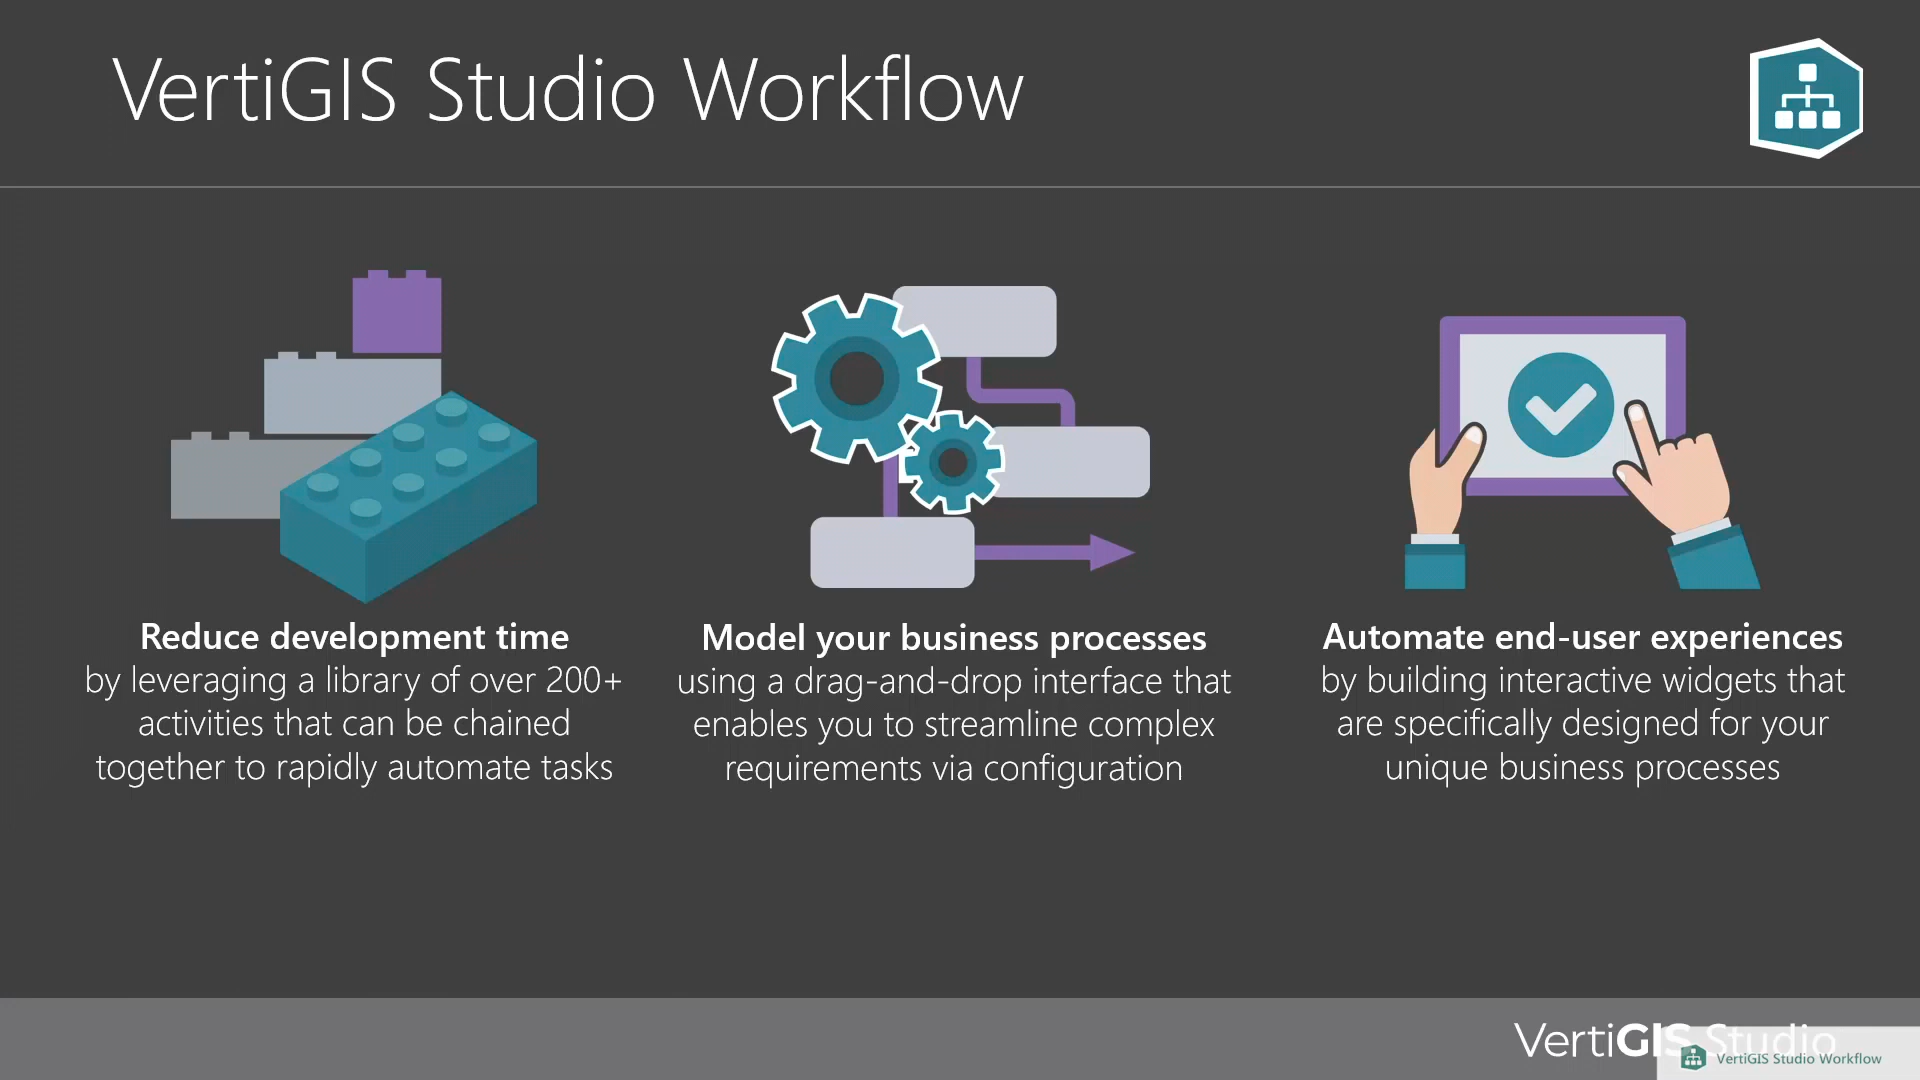 VertiGIS Studio Workflow
Reduce development time
by leveraging a library of over 200+
activities that can be chained
together to rapidly automate tasks
Model your business processes
using a drag-and-drop interface that
enables you to streamline complex
requirements via configuration
Automate end-user experiences
by building interactive widgets that
are specifically designed for your
unique business processes
VertiGIS Studio
VertiGIS Studio Workflow